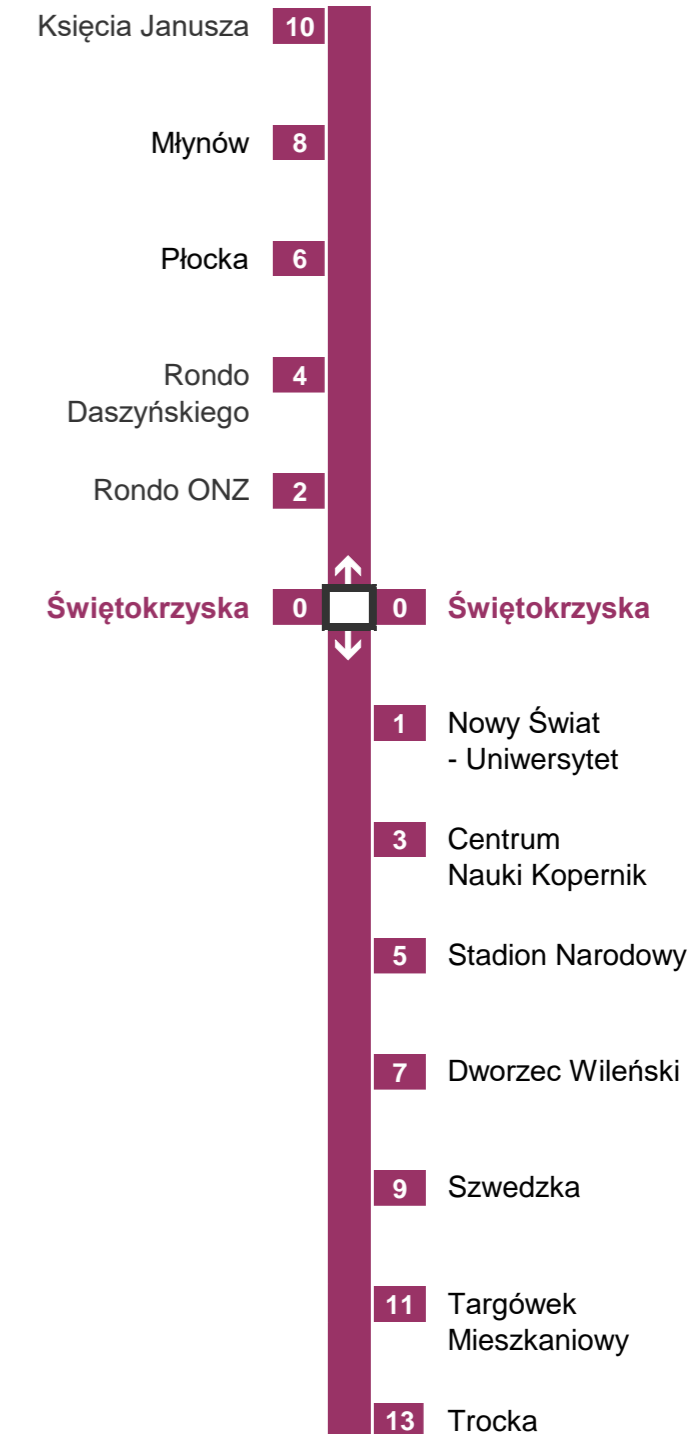 Księcia Janusza 10
Młynów 8
Płocka 6
Rondo 4
Daszyńskiego
Rondo ONZ 2
Świętokrzyska 0 0 Świętokrzyska
1 Nowy Świat
- Uniwersytet
3 Centrum
Nauki Kopernik
5 Stadion Narodowy
7 Dworzec Wileński
9 Szwedzka
11 Targówek
Mieszkaniowy
13 Trocka